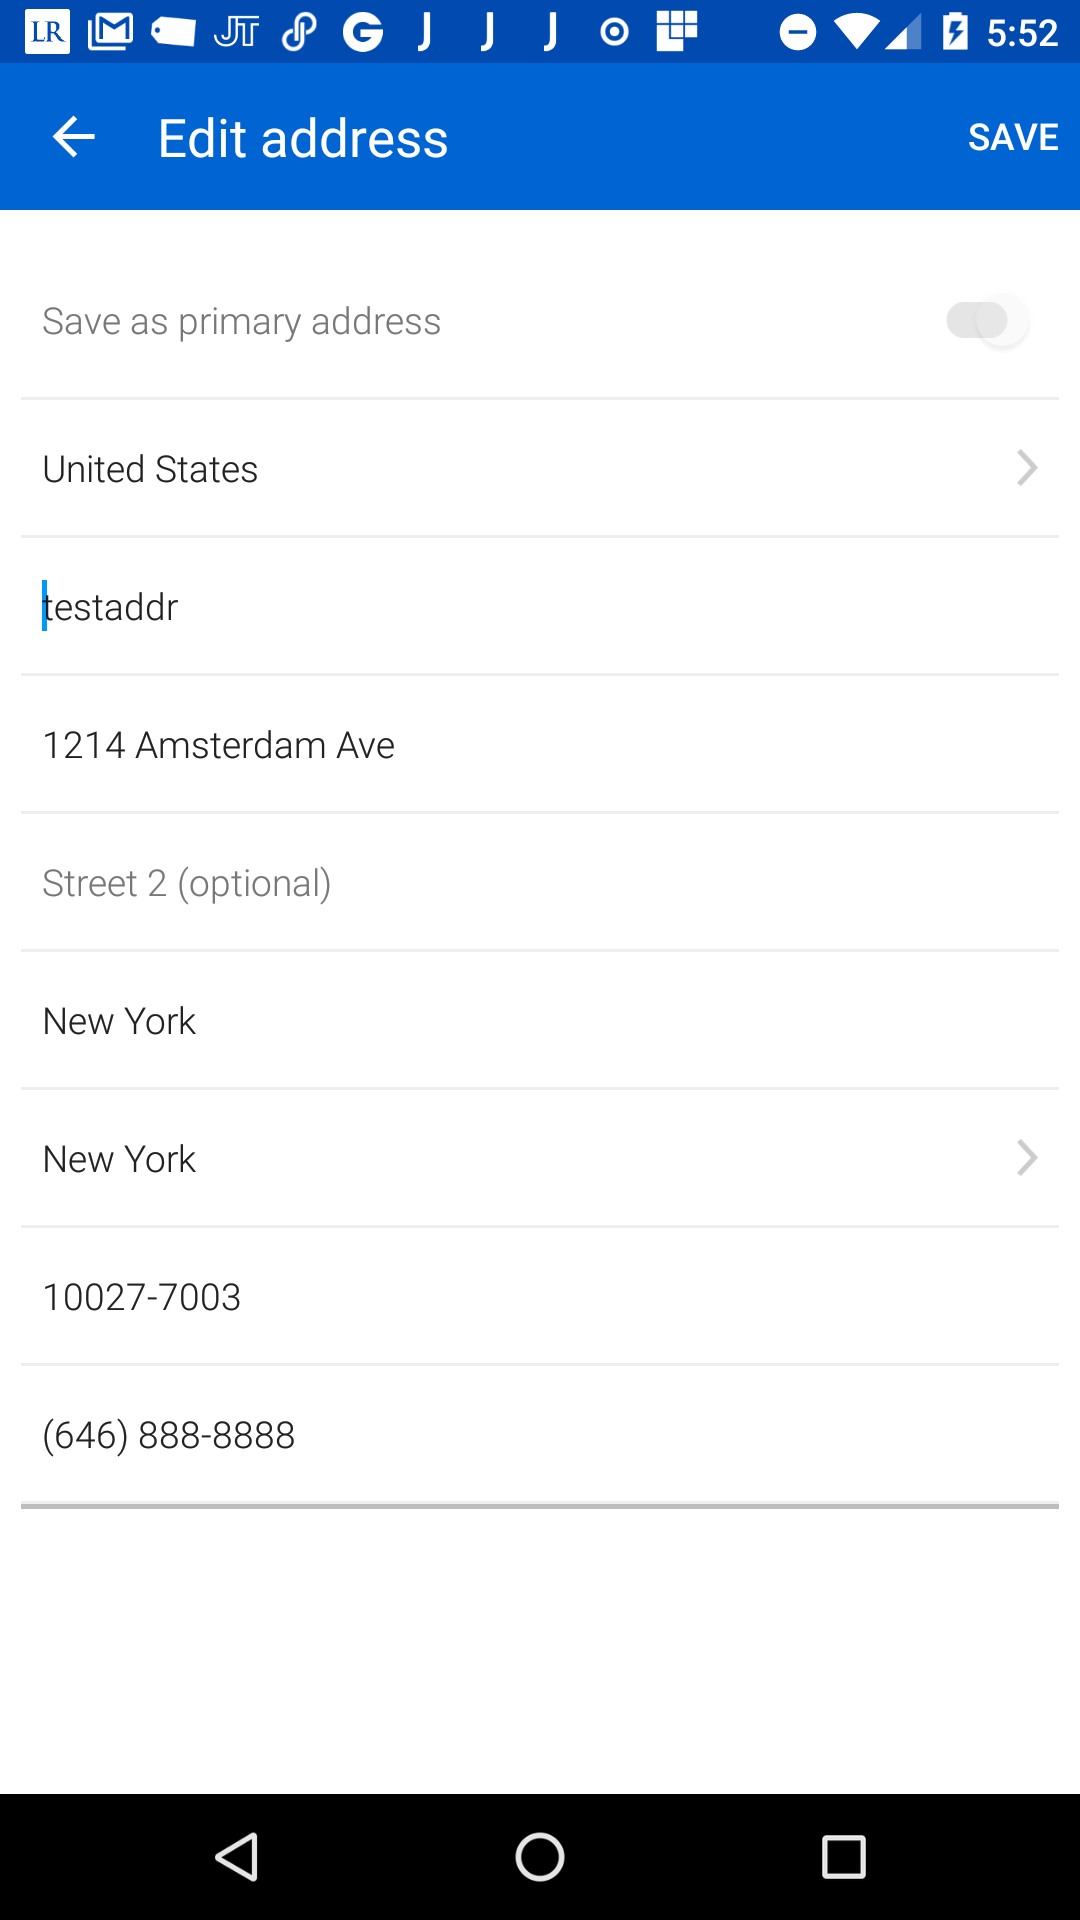 LR M JT G J J J 5:52
Edit address SAVE
Save as primary address
United States
testaddr
1214 Amsterdam Ave
Street 2 (optional)
New York
New York
10027-7003
(646) 888-8888